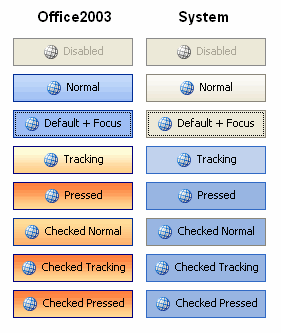 Office2003 System
Disabled Disabled
Normal Normal
Default + Focus Default + Focus
Tracking Tracking
Pressed Pressed
Checked Normal Checked Normal
Checked Tracking Checked Tracking
Checked Pressed Checked Pressed